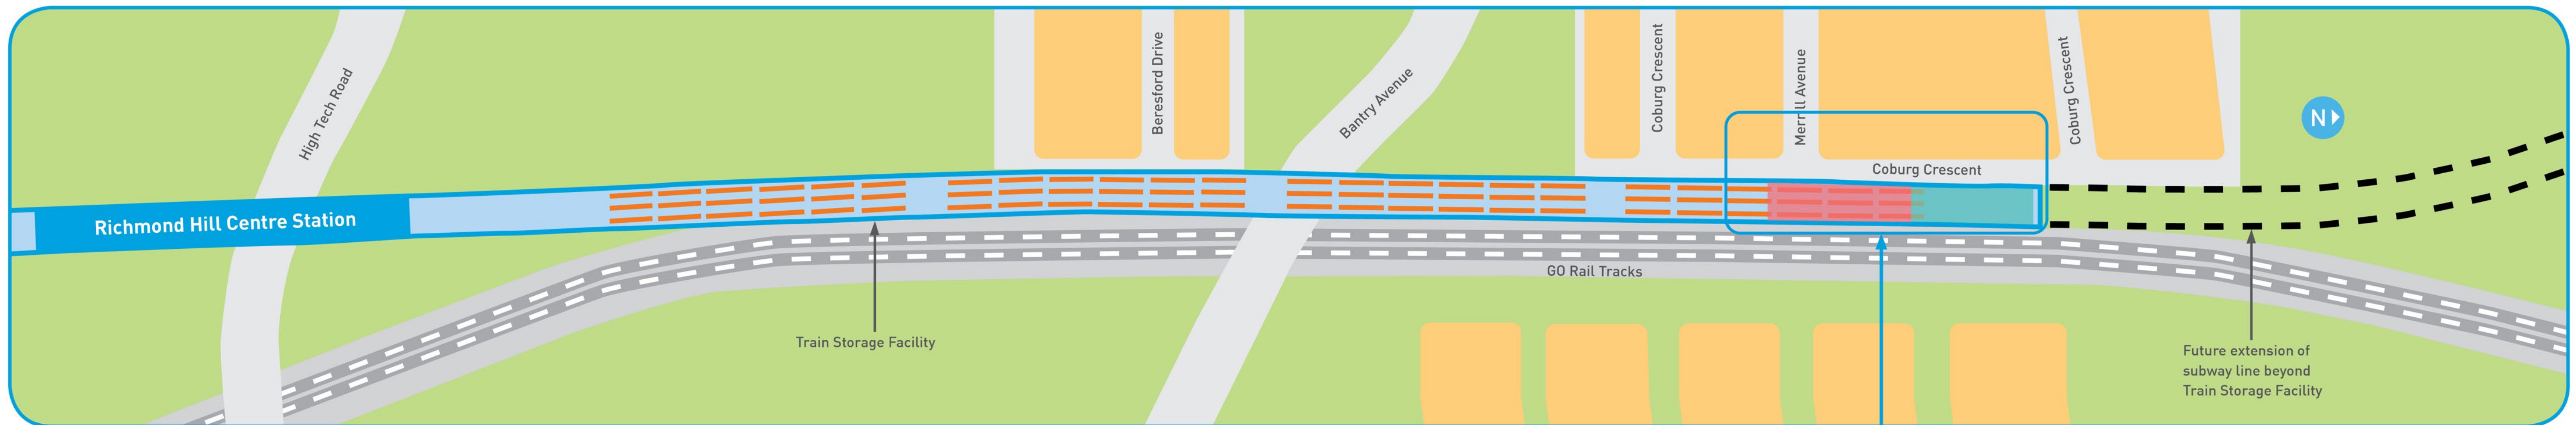 High Tech Road
Beresford Drive
Bantry Avenue
Coburg Crescent
Merrill Avenue
Coburg Crescent
N
Coburg Crescent
Richmond Hill Centre Station
GO Rail Tracks
Train Storage Facility
Future extension of
subway line beyond
Train Storage Facility